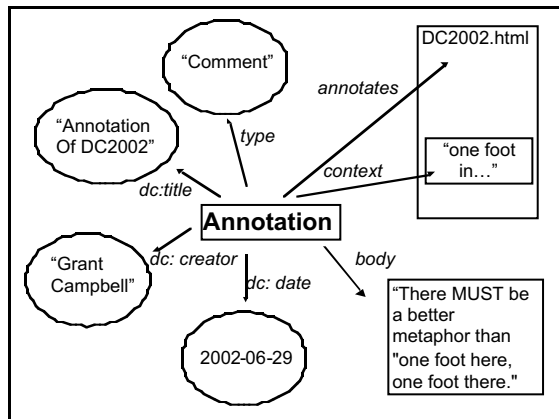 DC2002.html
“Comment”
annotates
“Annotation
Of DC2002”
type
“one foot
in…”
context
dc:title
Annotation
“Grant
Campbell”
dc: creator
body
dc: date
“There MUST be
a better
metaphor than
"one foot here,
one foot there."
2002-06-29